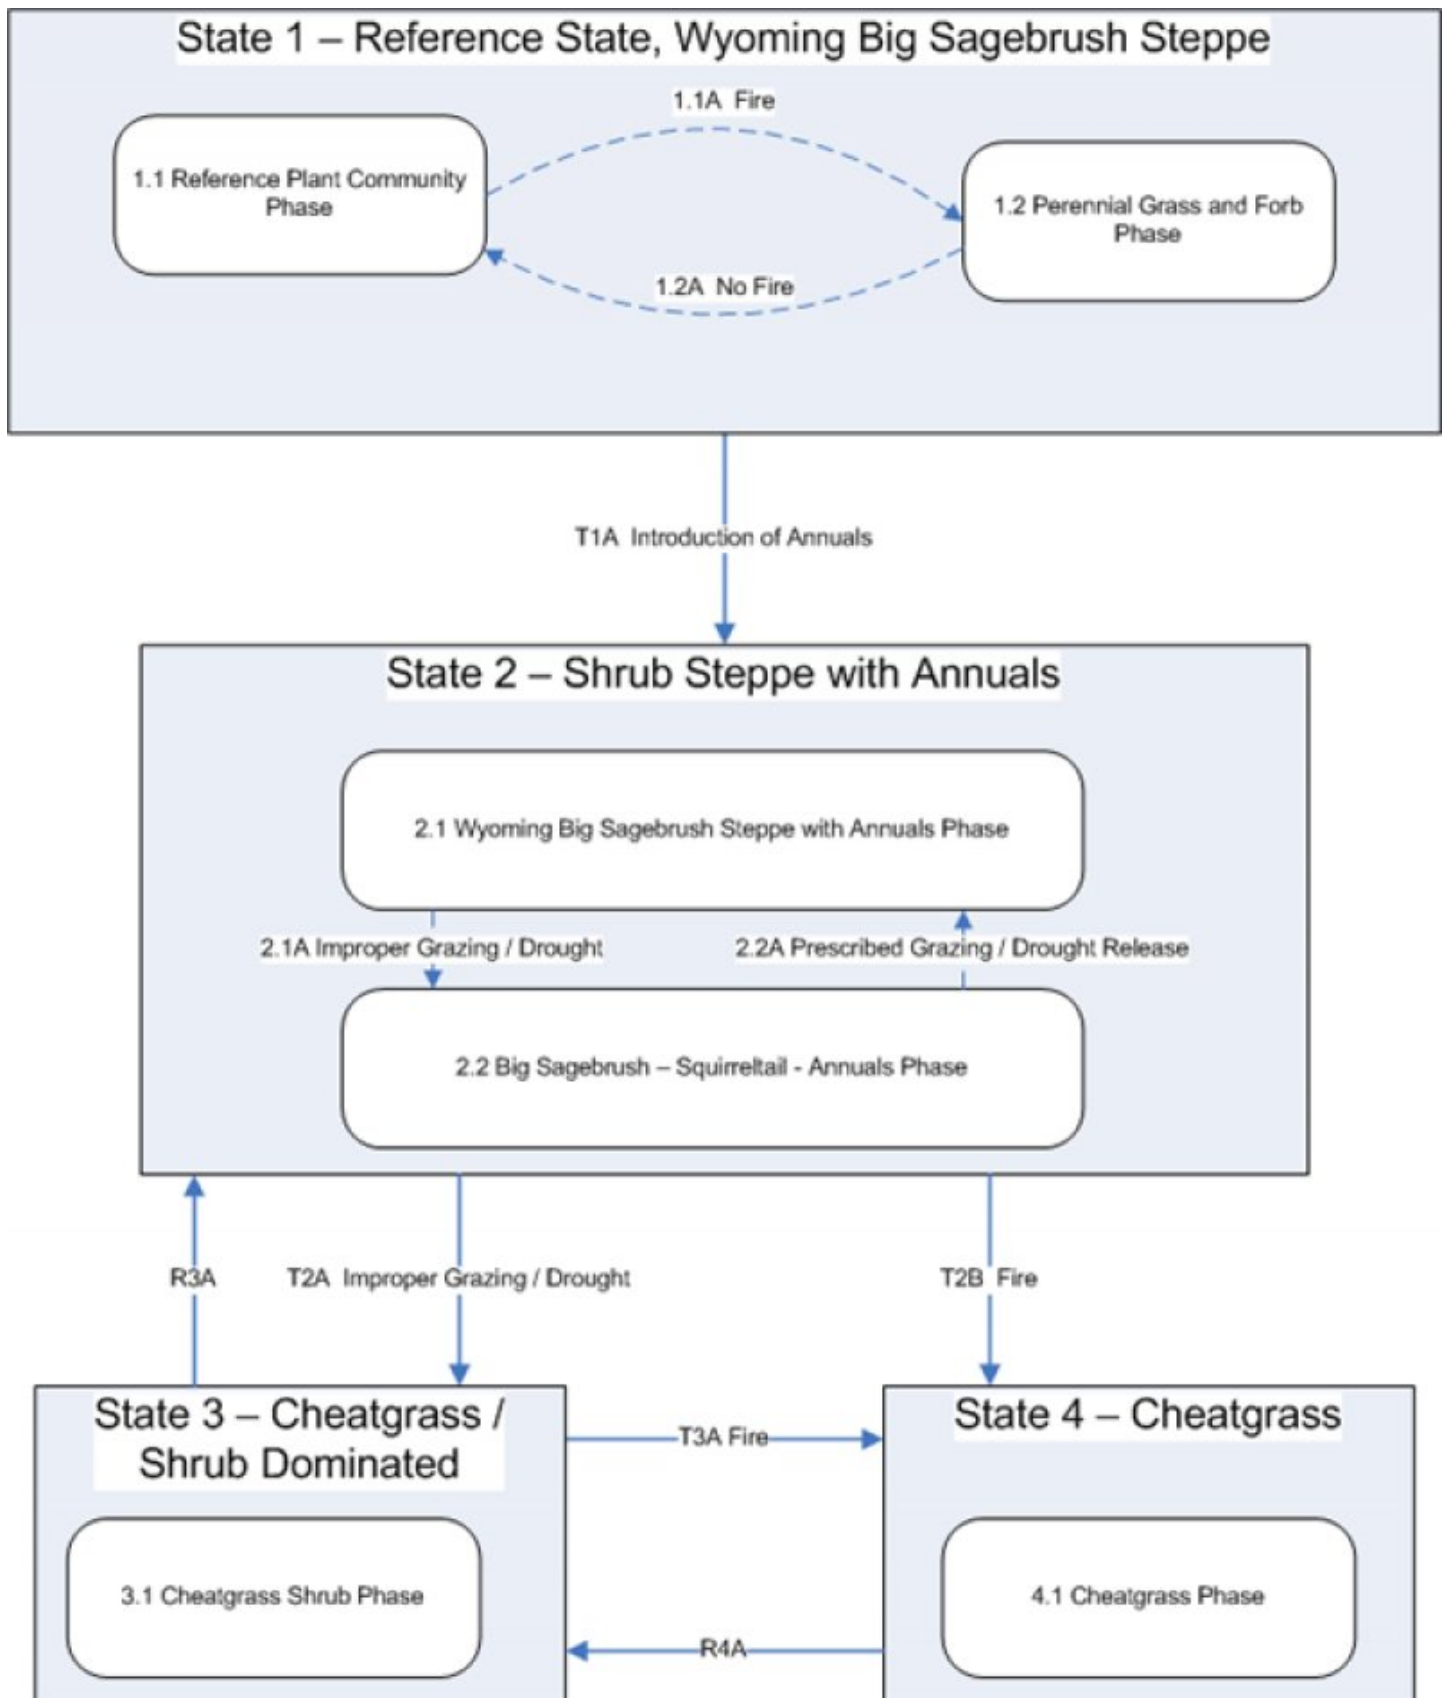 State 1 – Reference State, Wyoming Big Sagebrush Steppe
1.1A  Fire
1.1 Reference Plant Community
Phase
1.2 Perennial Grass and Forb
Phase
1.2A  No Fire
T1A  Introduction of Annuals
State 2 – Shrub Steppe with Annuals
2.1 Wyoming Big Sagebrush Steppe with Annuals Phase
2.1A Improper Grazing / Drought
2.2A Prescribed Grazing / Drought Release
2.2 Big Sagebrush – Squirreltail - Annuals Phase
R3A
T2A  Improper Grazing / Drought
T2B  Fire
State 3 – Cheatgrass /
Shrub Dominated
T3A Fire
State 4 – Cheatgrass
3.1 Cheatgrass Shrub Phase
4.1 Cheatgrass Phase
R4A